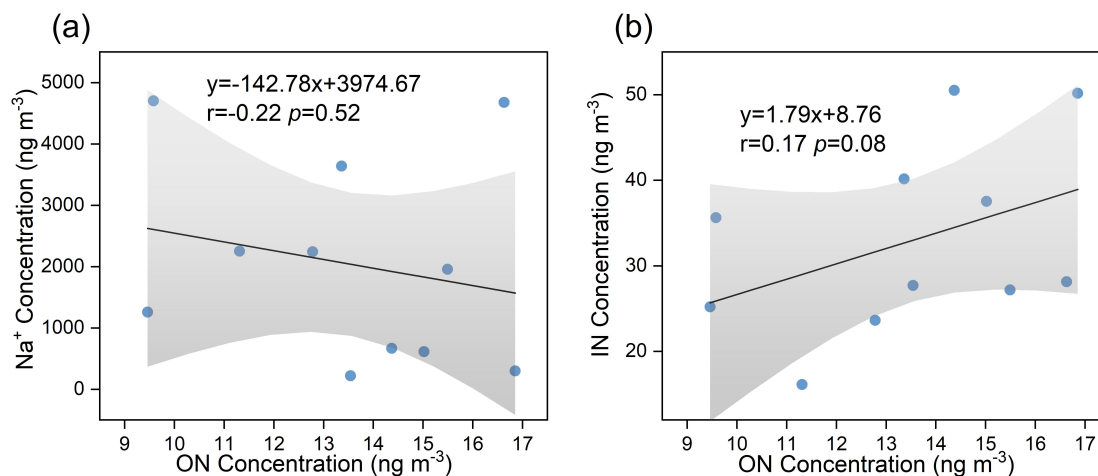 (a)
y=-142.78x+3974.67
r=-0.22 p=0.52
Na⁺ Concentration (ng m⁻³)
5000
4000
3000
2000
1000
0
9 10 11 12 13 14 15 16 17
ON Concentration (ng m⁻³)
(b)
y=1.79x+8.76
r=0.17 p=0.08
IN Concentration (ng m⁻³)
50
40
30
20
9 10 11 12 13 14 15 16 17
ON Concentration (ng m⁻³)